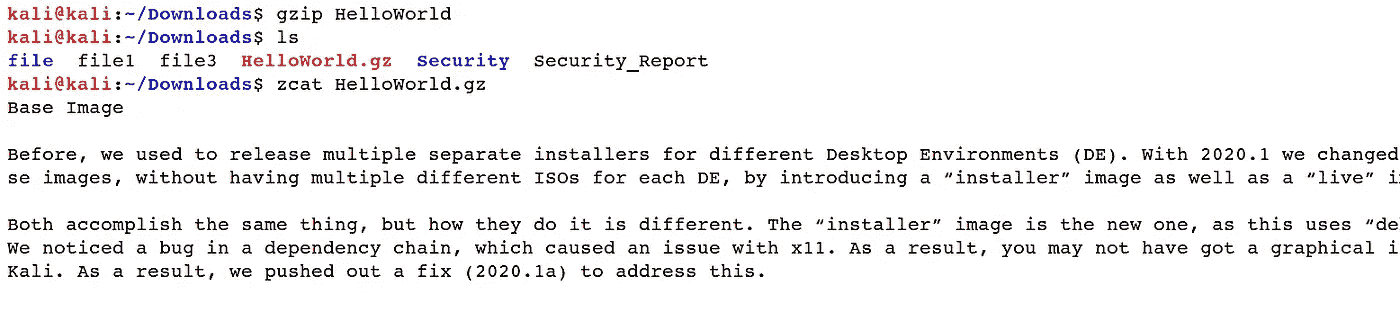 kali@kali:~/Downloads$ gzip HelloWorld
kali@kali:~/Downloads$ ls
file  file1  file3  HelloWorld.gz  Security  Security_Report
kali@kali:~/Downloads$ zcat HelloWorld.gz
Base Image
Before, we used to release multiple separate installers for different Desktop Environments (DE). With 2020.1 we changed
se images, without having multiple different ISOs for each DE, by introducing a “installer” image as well as a “live”
Both accomplish the same thing, but how they do it is different. The “installer” image is the new one, as this uses “de
We noticed a bug in a dependency chain, which caused an issue with x11. As a result, you may not have got a graphical i
Kali. As a result, we pushed out a fix (2020.1a) to address this.